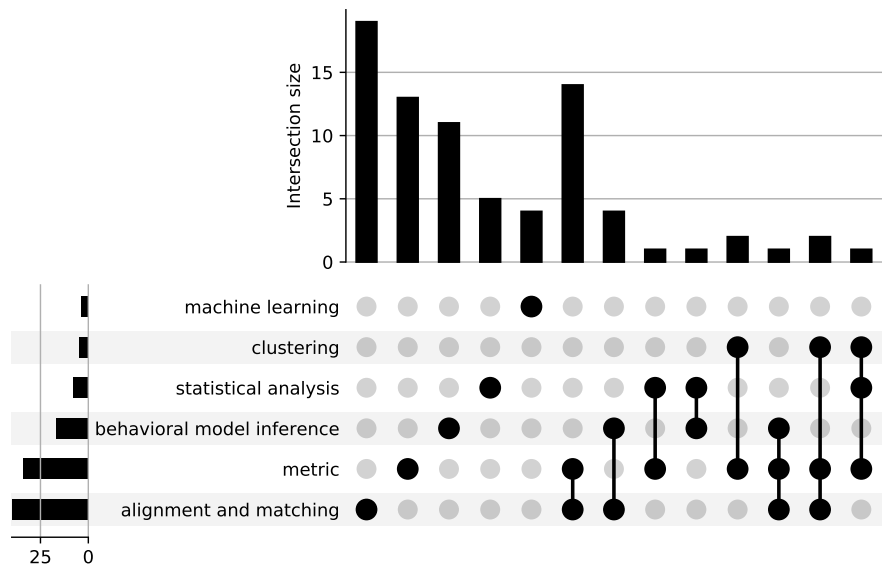 Intersection size
15
10
5
0
machine learning
clustering
statistical analysis
behavioral model inference
metric
alignment and matching
25 0